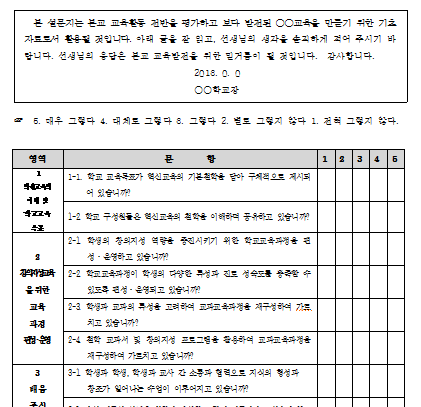 본 설문지는 본교 교육활동 전반을 평가하고 보다 발전된 ○○교육을 만들기 위한 기초
자료로서 활용될 것입니다. 아래 글을 잘 읽고, 선생님의 생각을 솔직하게 적어 주시기 바
랍니다. 선생님의 응답은 본교 교육발전을 위한 밑거름이 될 것입니다. 감사합니다.
2018. 0. 0
○○학교장
☞ 5. 매우 그렇다 4. 대체로 그렇다 3. 그렇다 2. 별로 그렇지 않다 1. 전혀 그렇지 않다.
영역 문 항 1 2 3 4 5
1
1-1. 학교 교육목표가 혁신교육의 기본철학을 담아 구체적으로 제시되
어 있습니까?
1-2 학교 구성원들은 혁신교육의 철학을 이해하며 공유하고 있습니까?
2
창의지성교육
을 위한
교육
과정
편성·운영
2-1 학생의 창의지성 역량을 증진시키기 위한 학교교육과정을 편
성·운영하고 있습니까?
2-2 학교교육과정이 학생의 다양한 특성과 진로 성숙도를 충족할 수
있도록 편성·운영되고 있습니까?
2-3 학생과 교과의 특성을 고려하여 교과교육과정을 재구성하여 가르
치고 있습니까?
2-4 철학 교과서 및 창의지성 프로그램을 활용하여 교과교육과정을
재구성하여 가르치고 있습니까?
3
배움
중심
3-1 학생과 학생, 학생과 교사 간 소통과 협력으로 지식의 형성과
창조가 일어나는 수업이 이루어지고 있습니까?